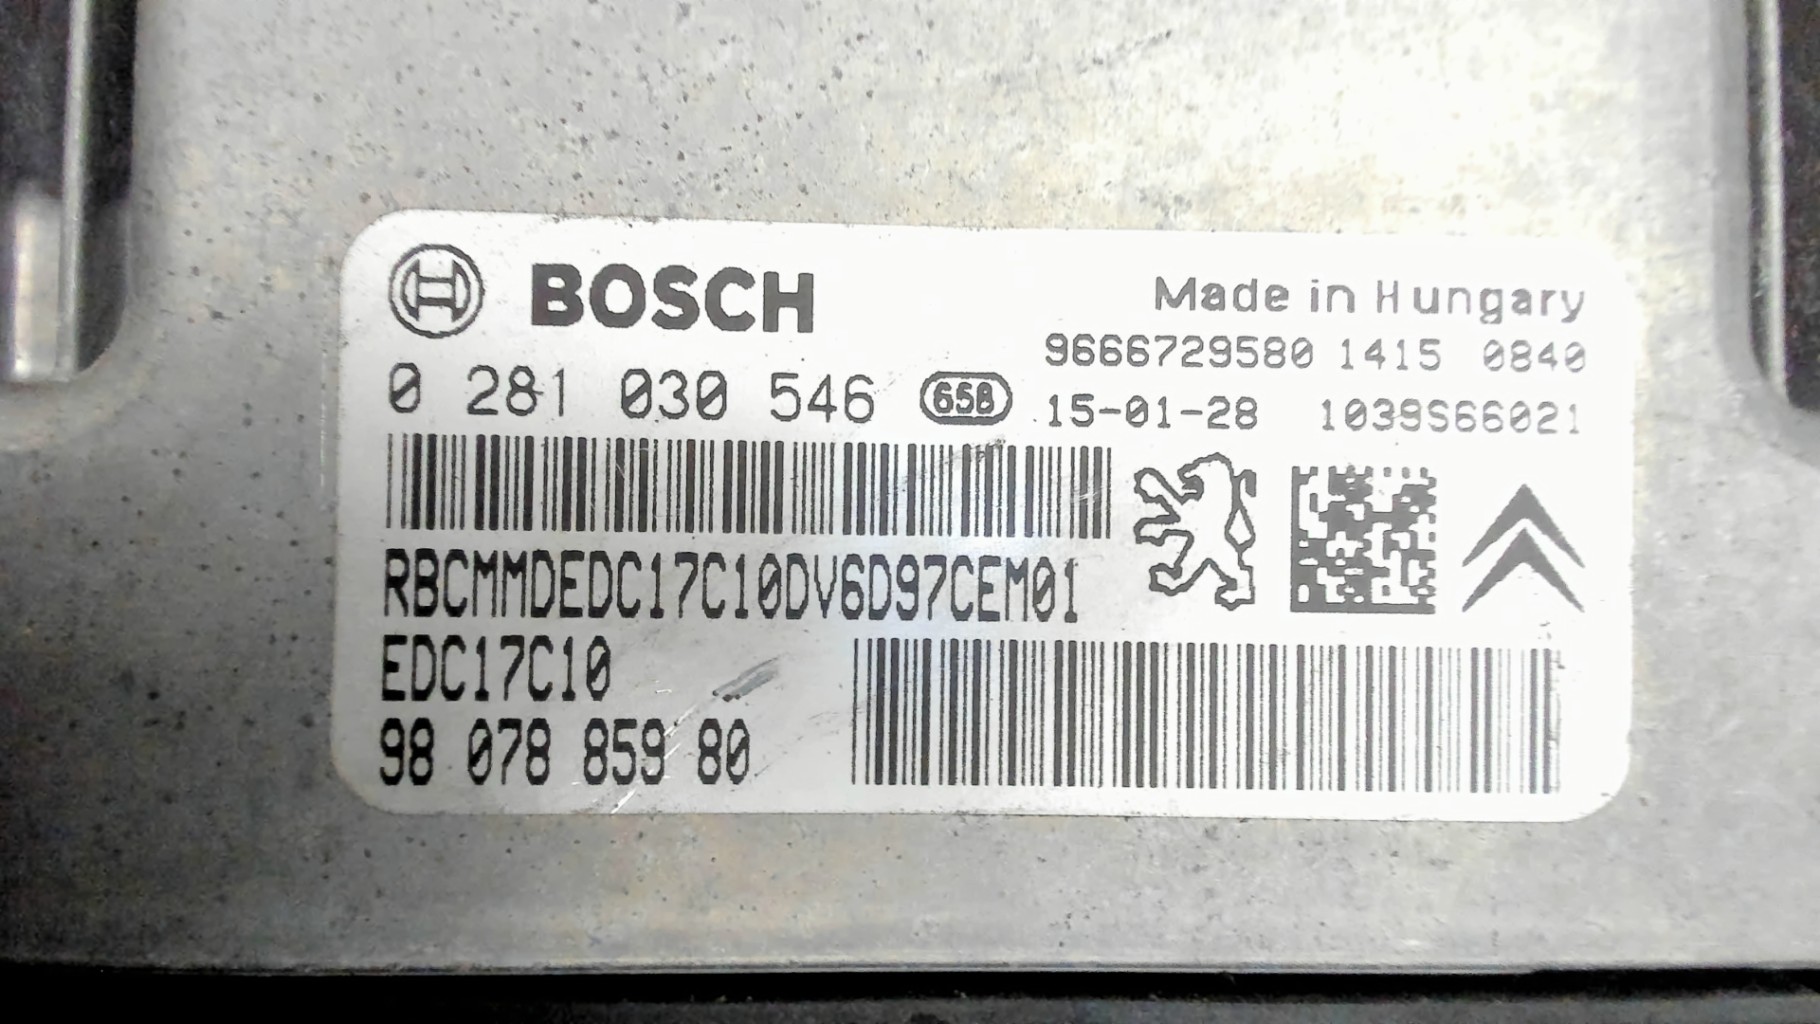 BOSCH
Made in Hungary
9666729580 1415 0840
0 281 030 546 65B 15-01-28 1039S66021
RBCMMDEDC17C10DV6D97CEM01
EDC17C10
98 078 859 80